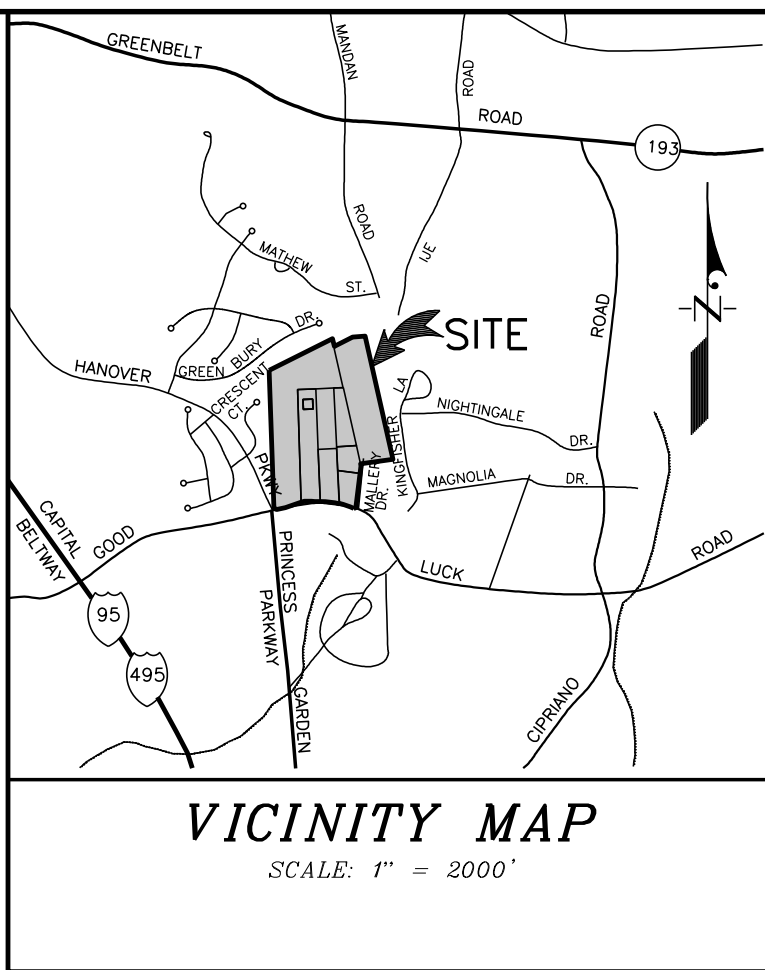 GREENBELT
ROAD
193
MANDAN
ROAD
ROAD
IJE
MATHEW
ST.
DR.
BURY
GREEN
HANOVER
CRESCENT
CT.
PKWY
SITE
LA
KINGFISHER
NIGHTINGALE
DR.
MAGNOLIA
DR.
MALLERY
DR.
ROAD
N
CAPITAL
BELTWAY
GOOD
LUCK
ROAD
PRINCESS
PARKWAY
GARDEN
95
495
CIPRIANO
VICINITY MAP
SCALE: 1" = 2000'